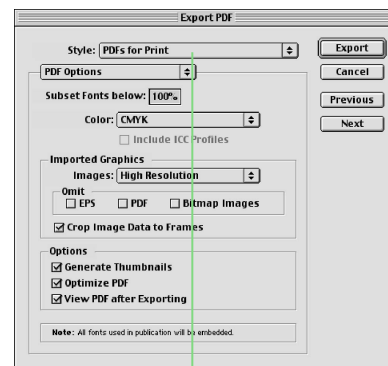 Export PDF
Style: PDFs for Print
Export
PDF Options
Cancel
Subset Fonts below: 100%
Previous
Color: CMYK
Next
Include ICC Profiles
Imported Graphics
Images: High Resolution
Omit
EPS PDF Bitmap Images
Crop Image Data to Frames
Options
Generate Thumbnails
Optimize PDF
View PDF after Exporting
Note: All fonts used in publication will be embedded.